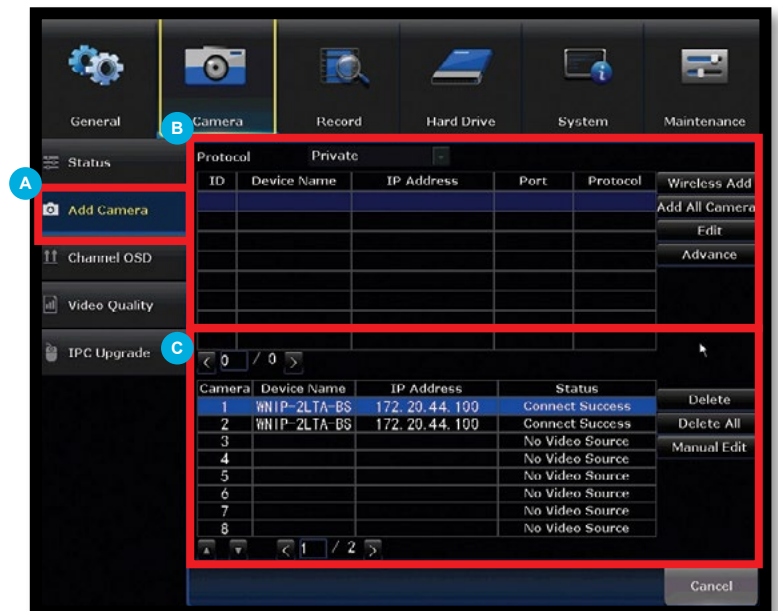 General Camera Record Hard Drive System Maintenance
B
Status
Protocol Private
A
ID Device Name IP Address Port Protocol
Wireless Add
Add Camera
Add All Camera
Edit
Channel OSD
Advance
Video Quality
IPC Upgrade
C
0 / 0
Camera Device Name IP Address Status
Delete
1 WNIP-2LTA-BS 172.20.44.100 Connect Success
2 WNIP-2LTA-BS 172.20.44.100 Connect Success
Delete All
3 No Video Source
Manual Edit
4 No Video Source
5 No Video Source
6 No Video Source
7 No Video Source
8 No Video Source
1 / 2
Cancel